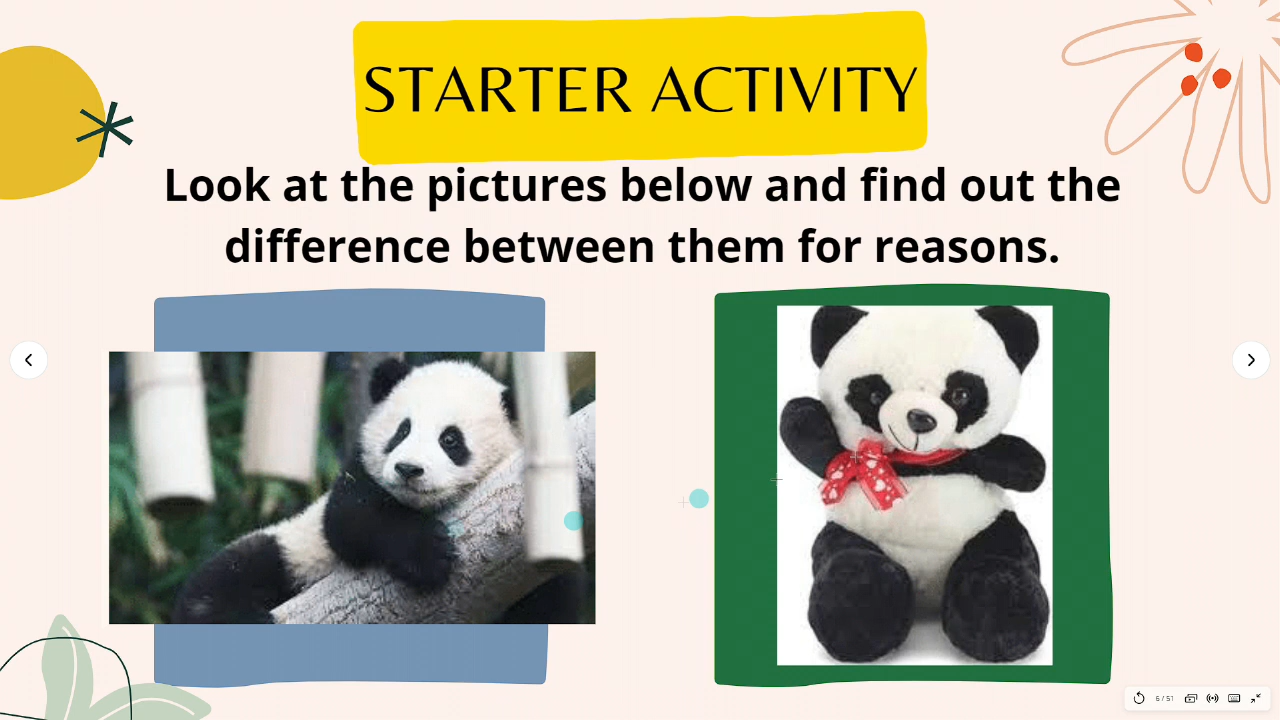 STARTER ACTIVITY
Look at the pictures below and find out the
difference between them for reasons.
6 / 51